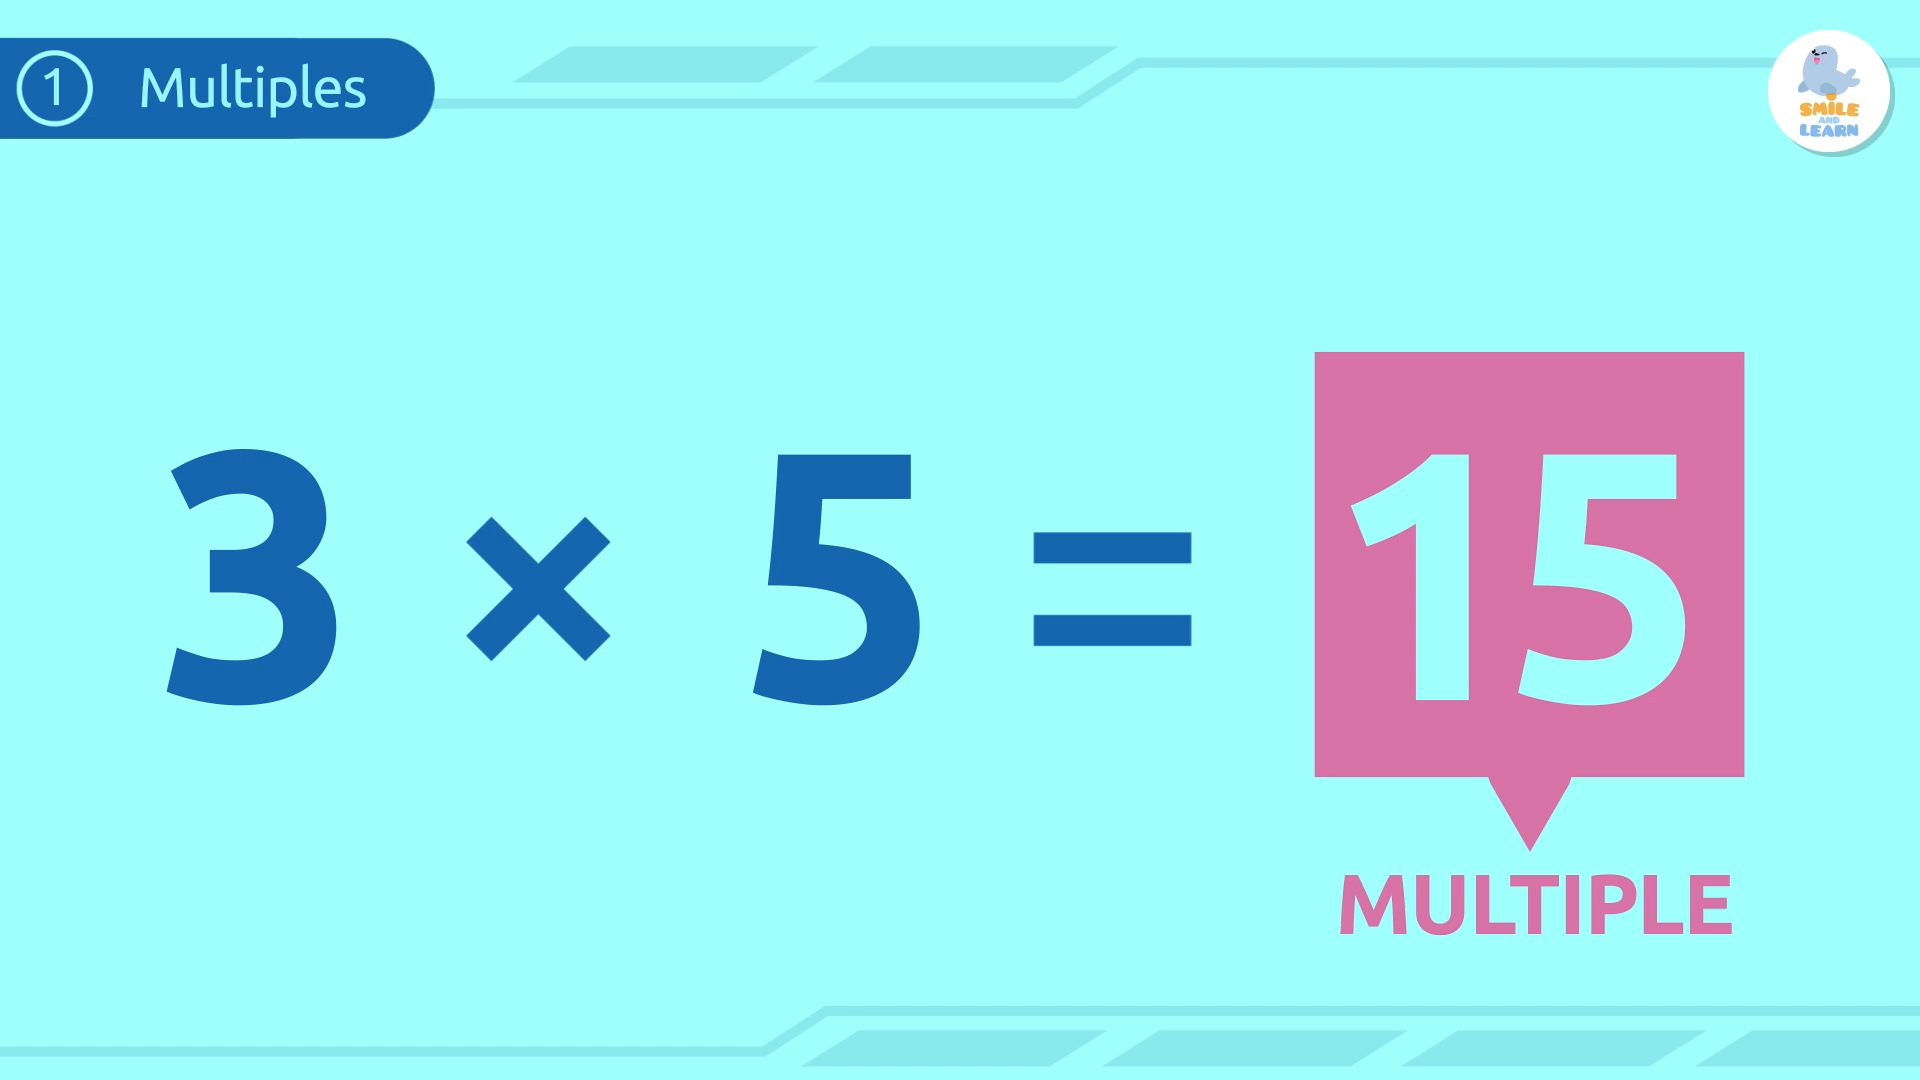 1 Multiples
SMILE
AND
LEARN
3 × 5 = 15
MULTIPLE